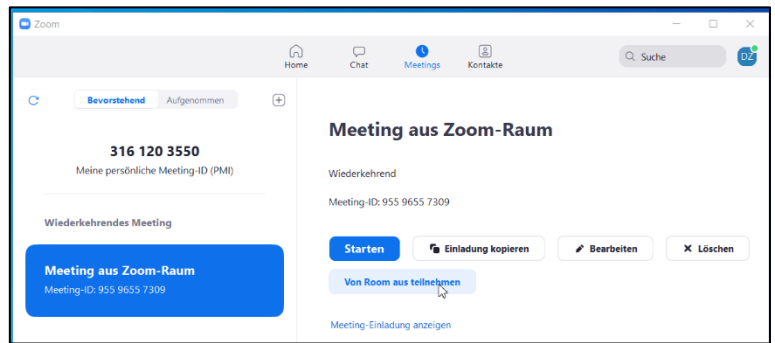 Zoom
Home Chat Meetings Kontakte
Suche
DZ
Bevorstehend Aufgenommen
316 120 3550
Meine persönliche Meeting-ID (PMI)
Wiederkehrendes Meeting
Meeting aus Zoom-Raum
Meeting-ID: 955 9655 7309
Meeting aus Zoom-Raum
Wiederkehrend
Meeting-ID: 955 9655 7309
Starten Einladung kopieren Bearbeiten Löschen
Von Room aus teilnehmen
Meeting-Einladung anzeigen